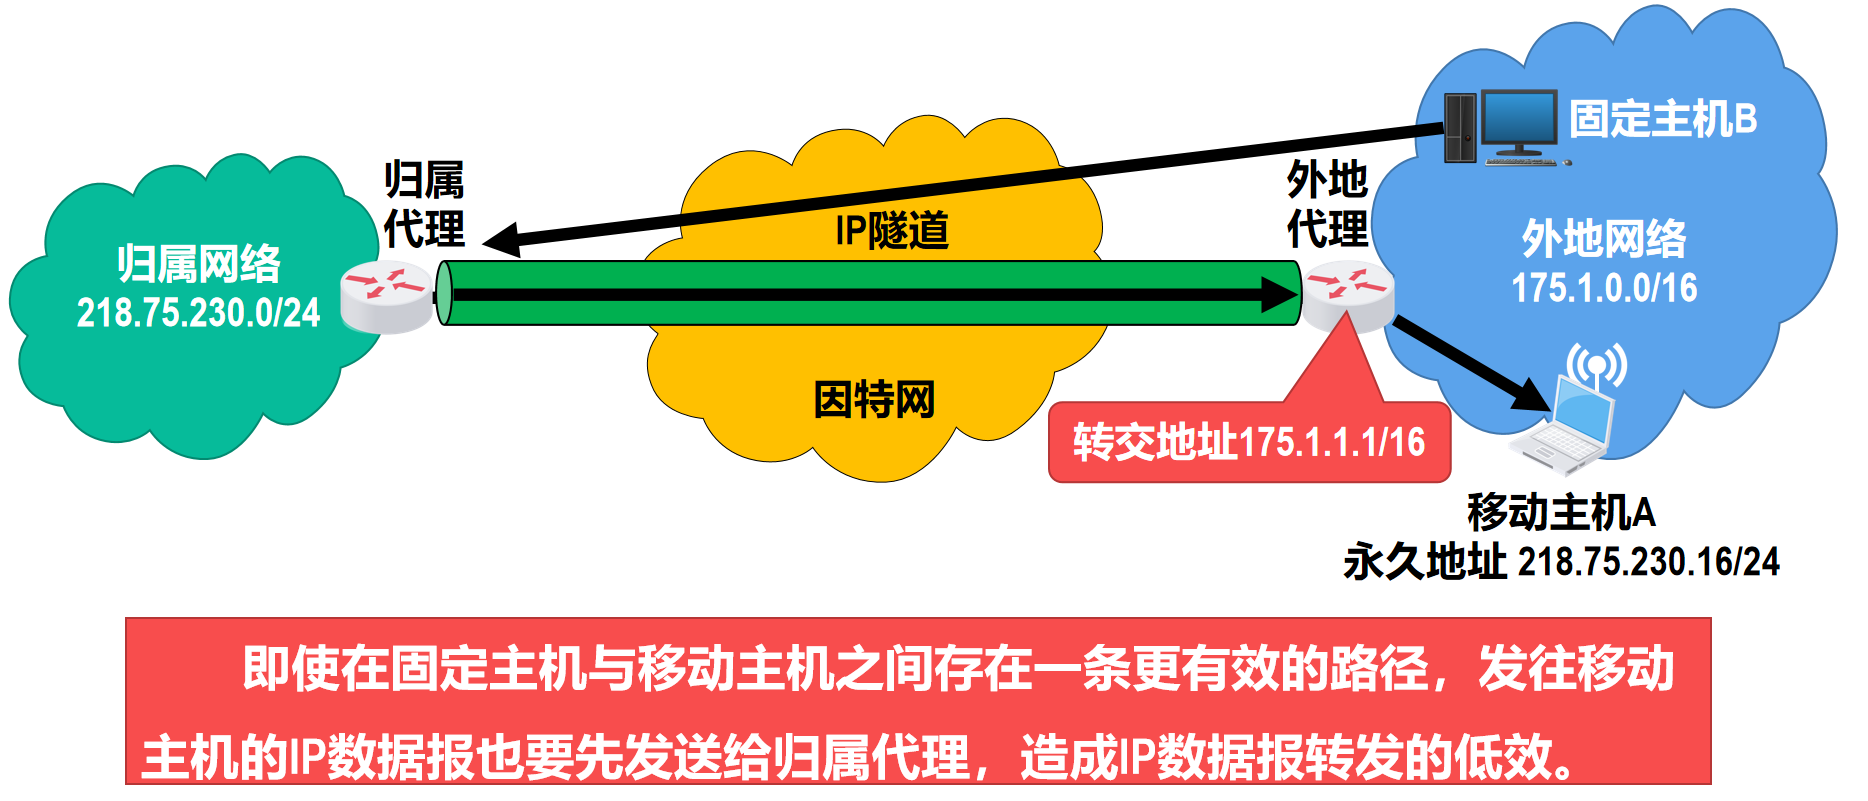 固定主机B
归属
代理
外地
代理
IP隧道
归属网络
218.75.230.0/24
外地网络
175.1.0.0/16
因特网
转交地址175.1.1.1/16
移动主机A
永久地址 218.75.230.16/24
即使在固定主机与移动主机之间存在一条更有效的路径，发往移动
主机的IP数据报也要先发送给归属代理，造成IP数据报转发的低效。